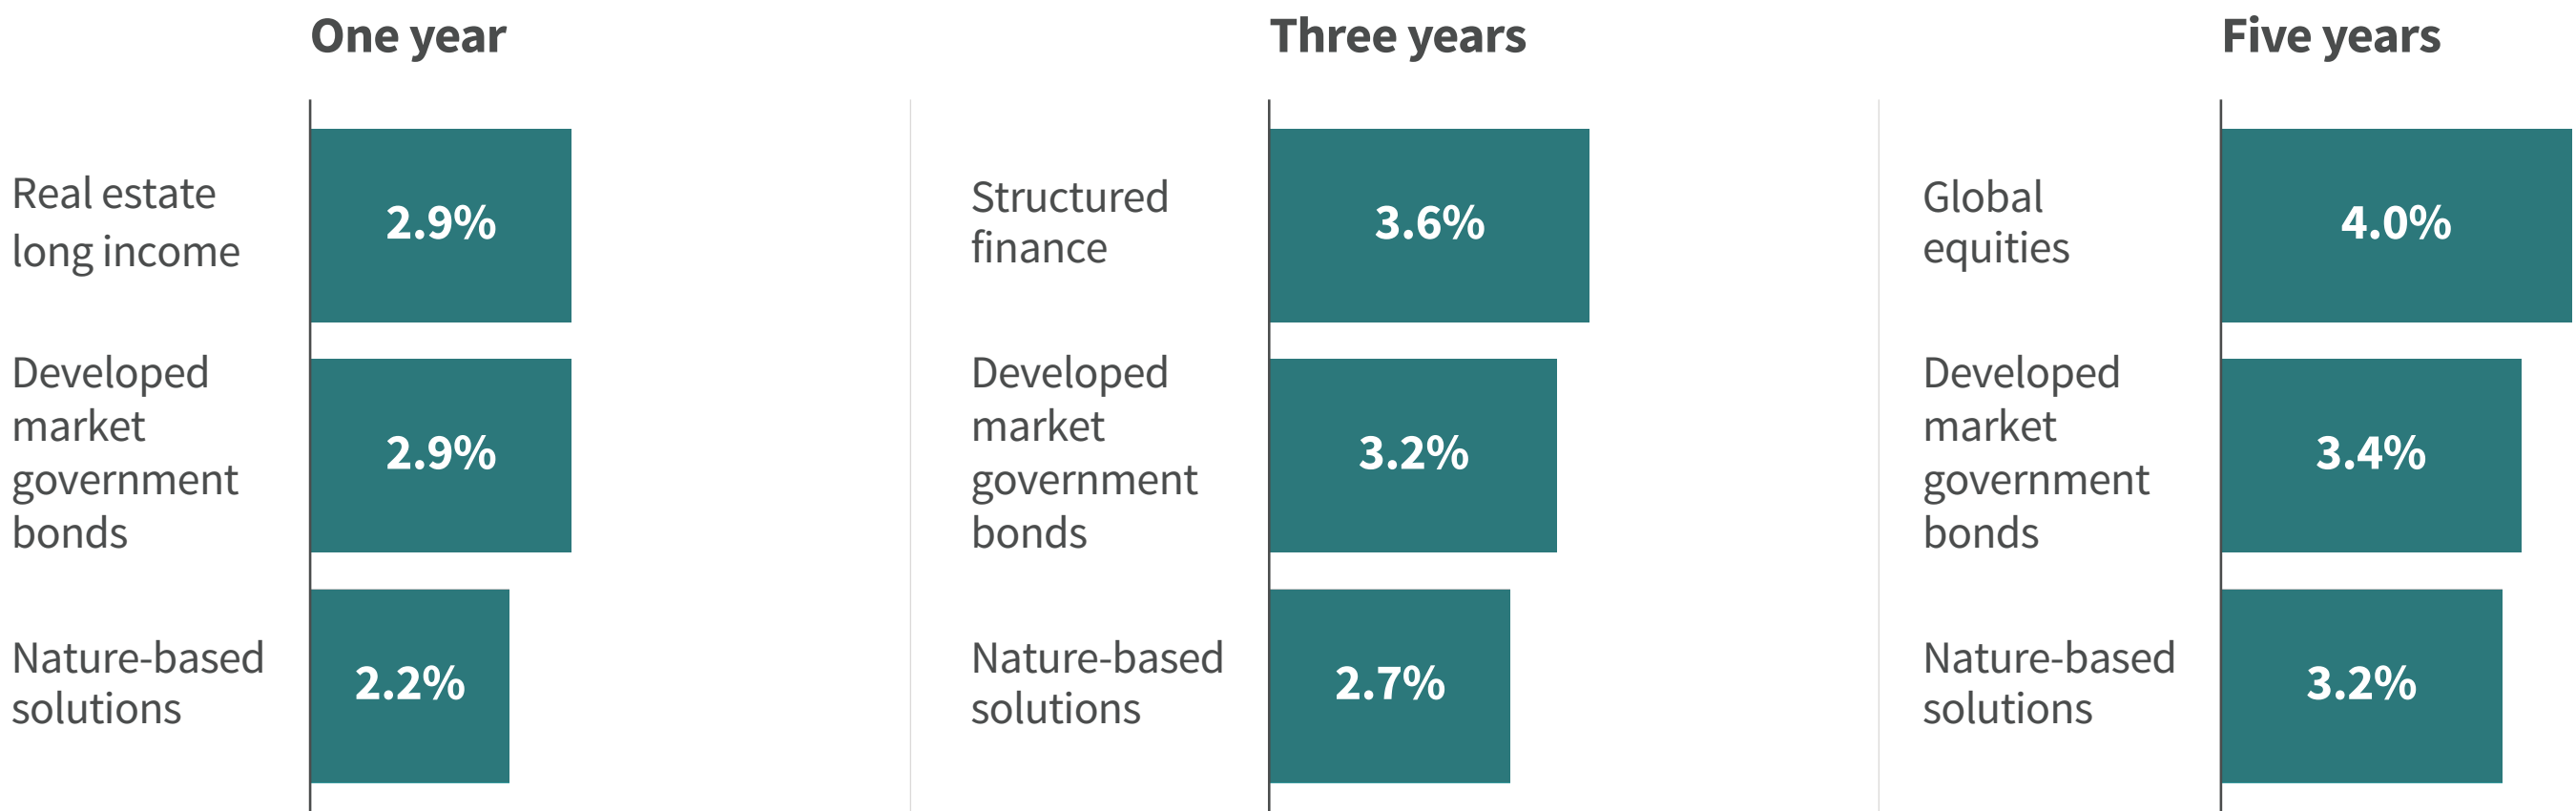 One year
Real estate
long income
2.9%
Developed
market
government
bonds
2.9%
Nature-based
solutions
2.2%
Three years
Structured
finance
3.6%
Developed
market
government
bonds
3.2%
Nature-based
solutions
2.7%
Five years
Global
equities
4.0%
Developed
market
government
bonds
3.4%
Nature-based
solutions
3.2%